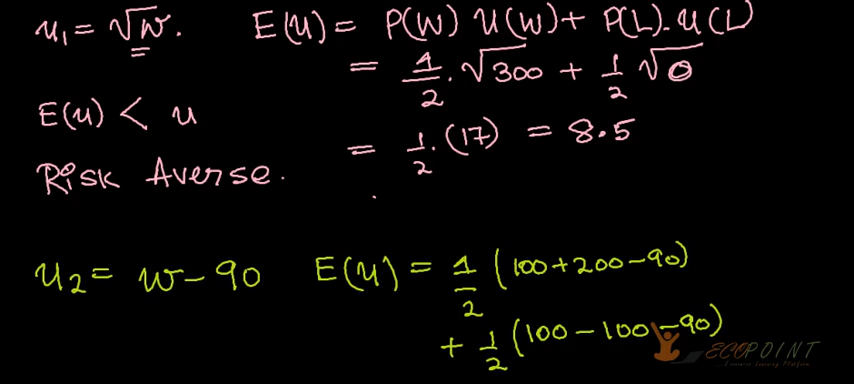 u₁ = √w. E(u) = P(W) u(W) + P(L). u(L)
= 1/2 . √300 + 1/2 √0
E(u) < u
= 1/2 . (17) = 8.5
Risk Averse.
u₂ = w - 90 E(u) = 1/2 (100+200-90)
+ 1/2 (100 - 100 - 90)
ECOPOINT